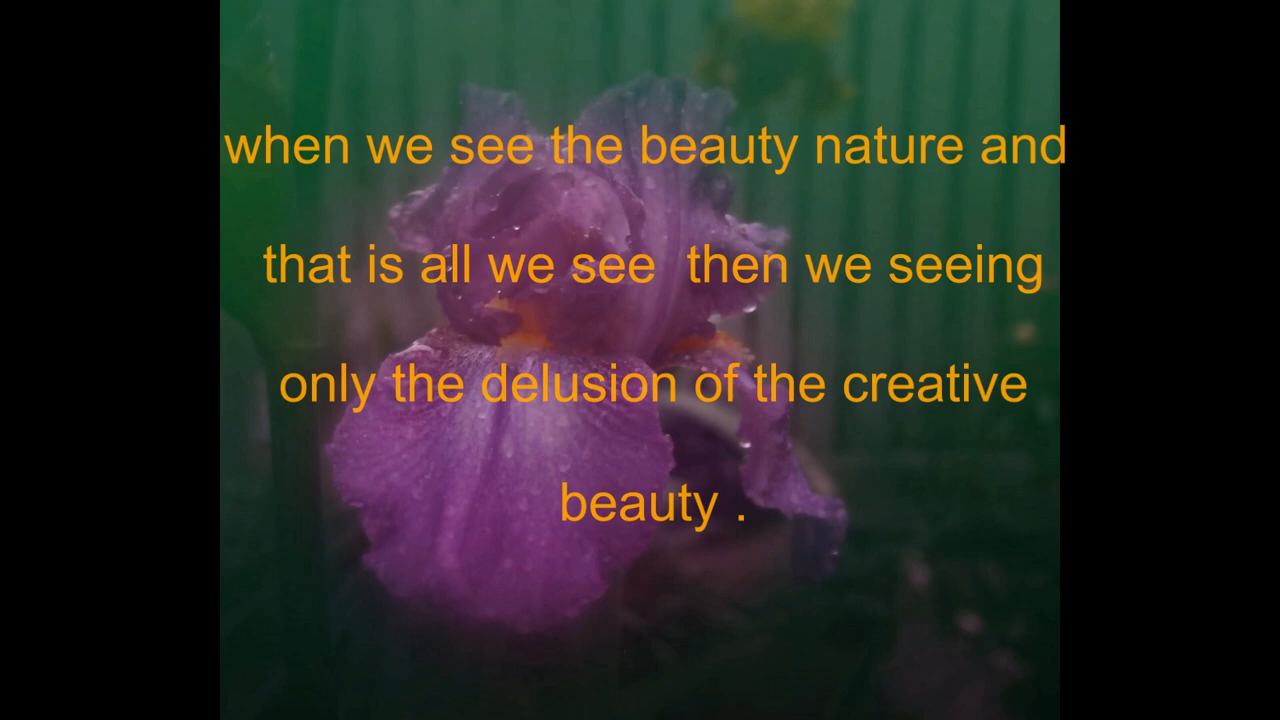 when we see the beauty nature and
that is all we see then we seeing
only the delusion of the creative
beauty .